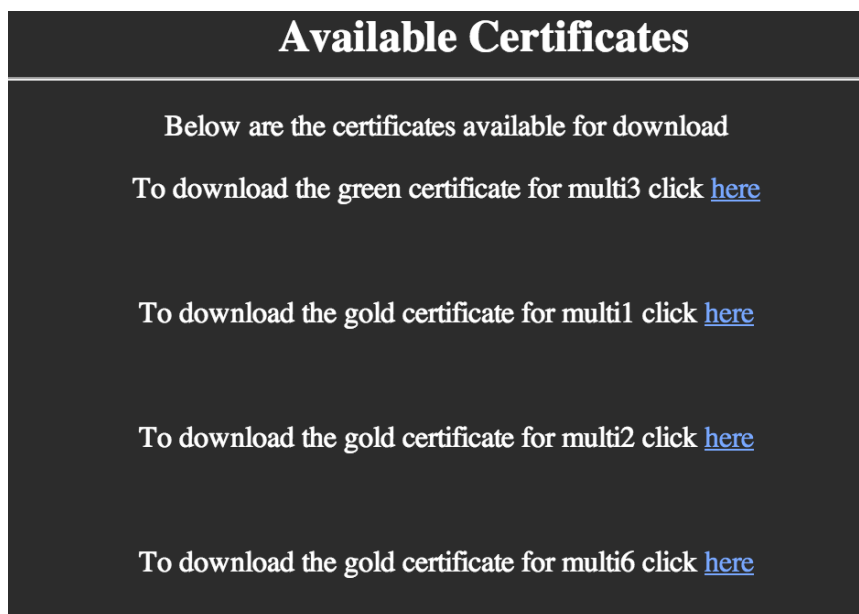 Available Certificates
Below are the certificates available for download
To download the green certificate for multi3 click here
To download the gold certificate for multi1 click here
To download the gold certificate for multi2 click here
To download the gold certificate for multi6 click here